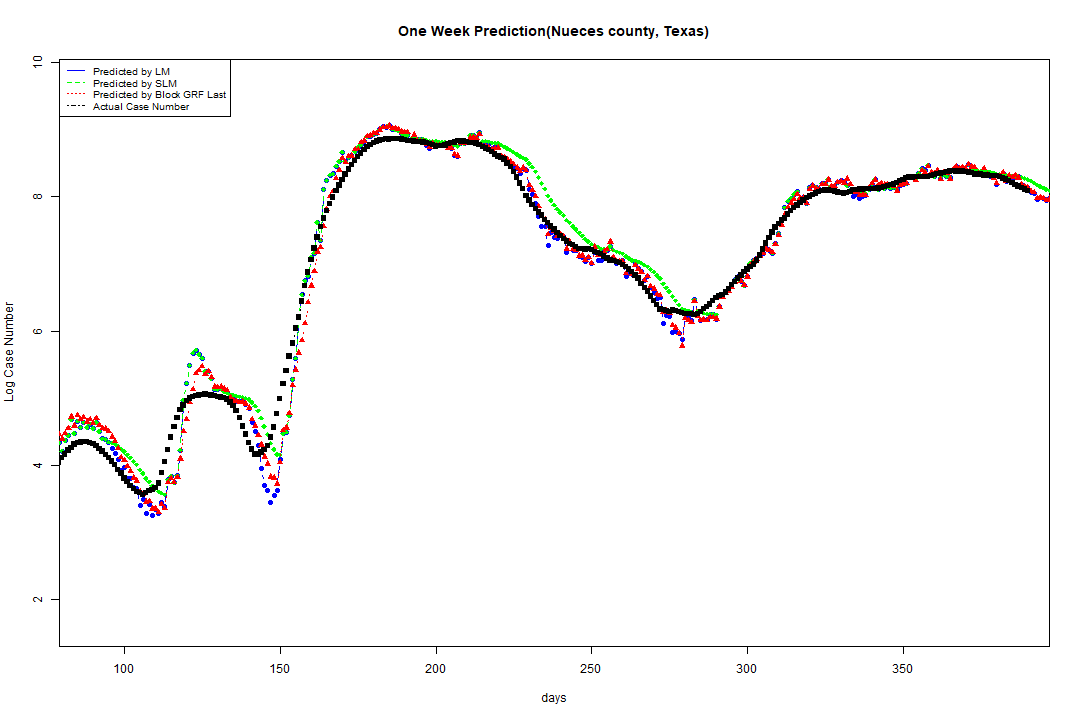 One Week Prediction(Nueces county, Texas)
Predicted by LM
Predicted by SLM
Predicted by Block GRF Last
Actual Case Number
10
8
6
4
2
Log Case Number
100 150 200 250 300 350
days